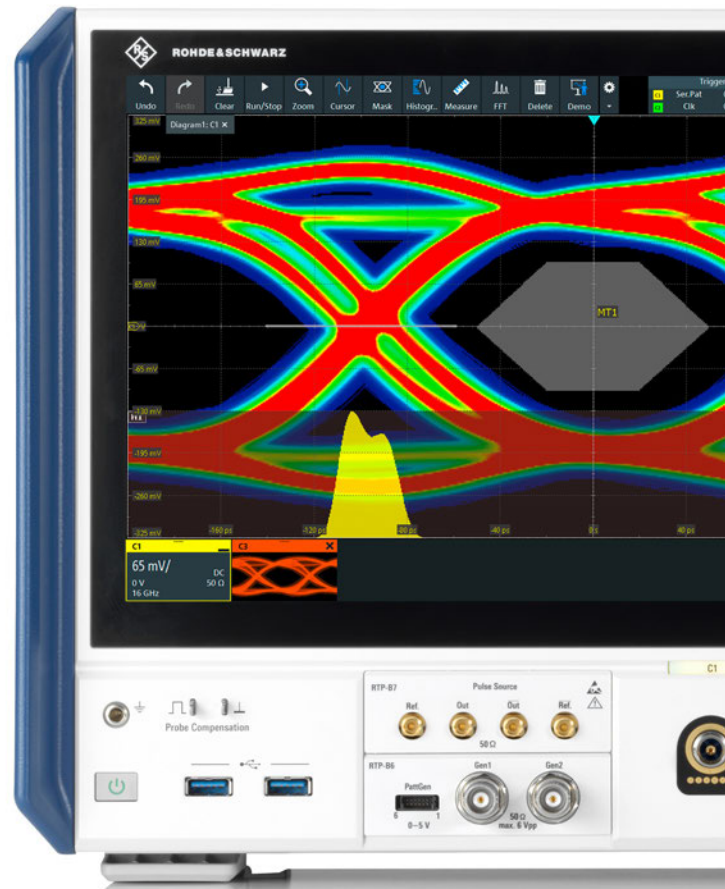 R&S
ROHDE&SCHWARZ
Undo Redo Clear Run/Stop Zoom Cursor Mask Histogr.. Measure FFT Delete Demo
Trigger
C1 Ser.Pat
Clk
Diagram1: C1 ×
325 mV
260 mV
195 mV
130 mV
65 mV
MT1
-65 mV
-130 mV
-195 mV
-260 mV
-325 mV
-160 ps -120 ps -80 ps -40 ps 0 s 40 ps
C1
65 mV/
DC
0 V
50 Ω
16 GHz
C3 ×
C1
RTP-B7 Pulse Source
Ref. Out Out Ref.
50 Ω
Probe Compensation
RTP-B6 Gen1 Gen2
PattGen
6 1
0–5 V
50 Ω
max. 6 Vpp